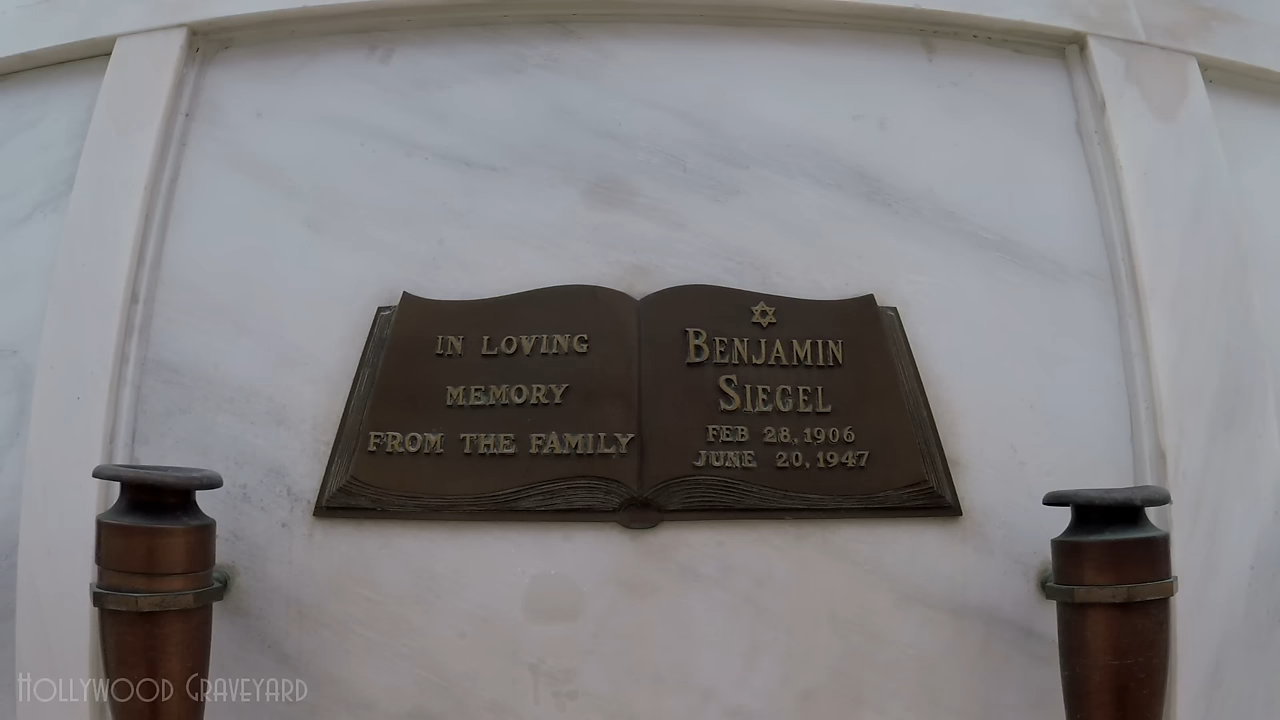 IN LOVING
MEMORY
FROM THE FAMILY
BENJAMIN
SIEGEL
FEB 28, 1906
JUNE 20, 1947
HOLLYWOOD GRAVEYARD